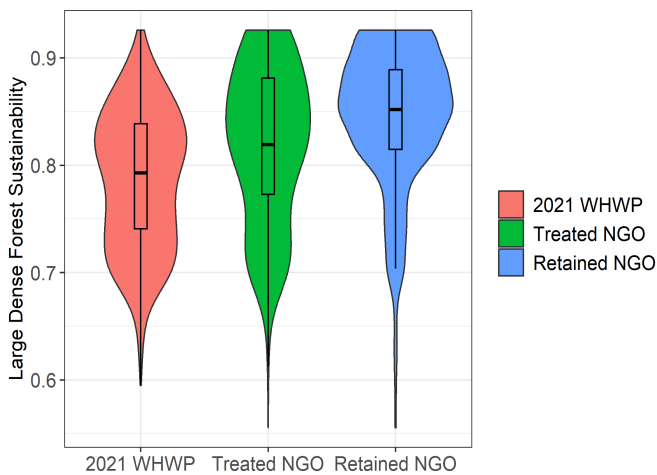 Large Dense Forest Sustainability
0.9
0.8
0.7
0.6
2021 WHWP
Treated NGO
Retained NGO
2021 WHWP Treated NGO Retained NGO